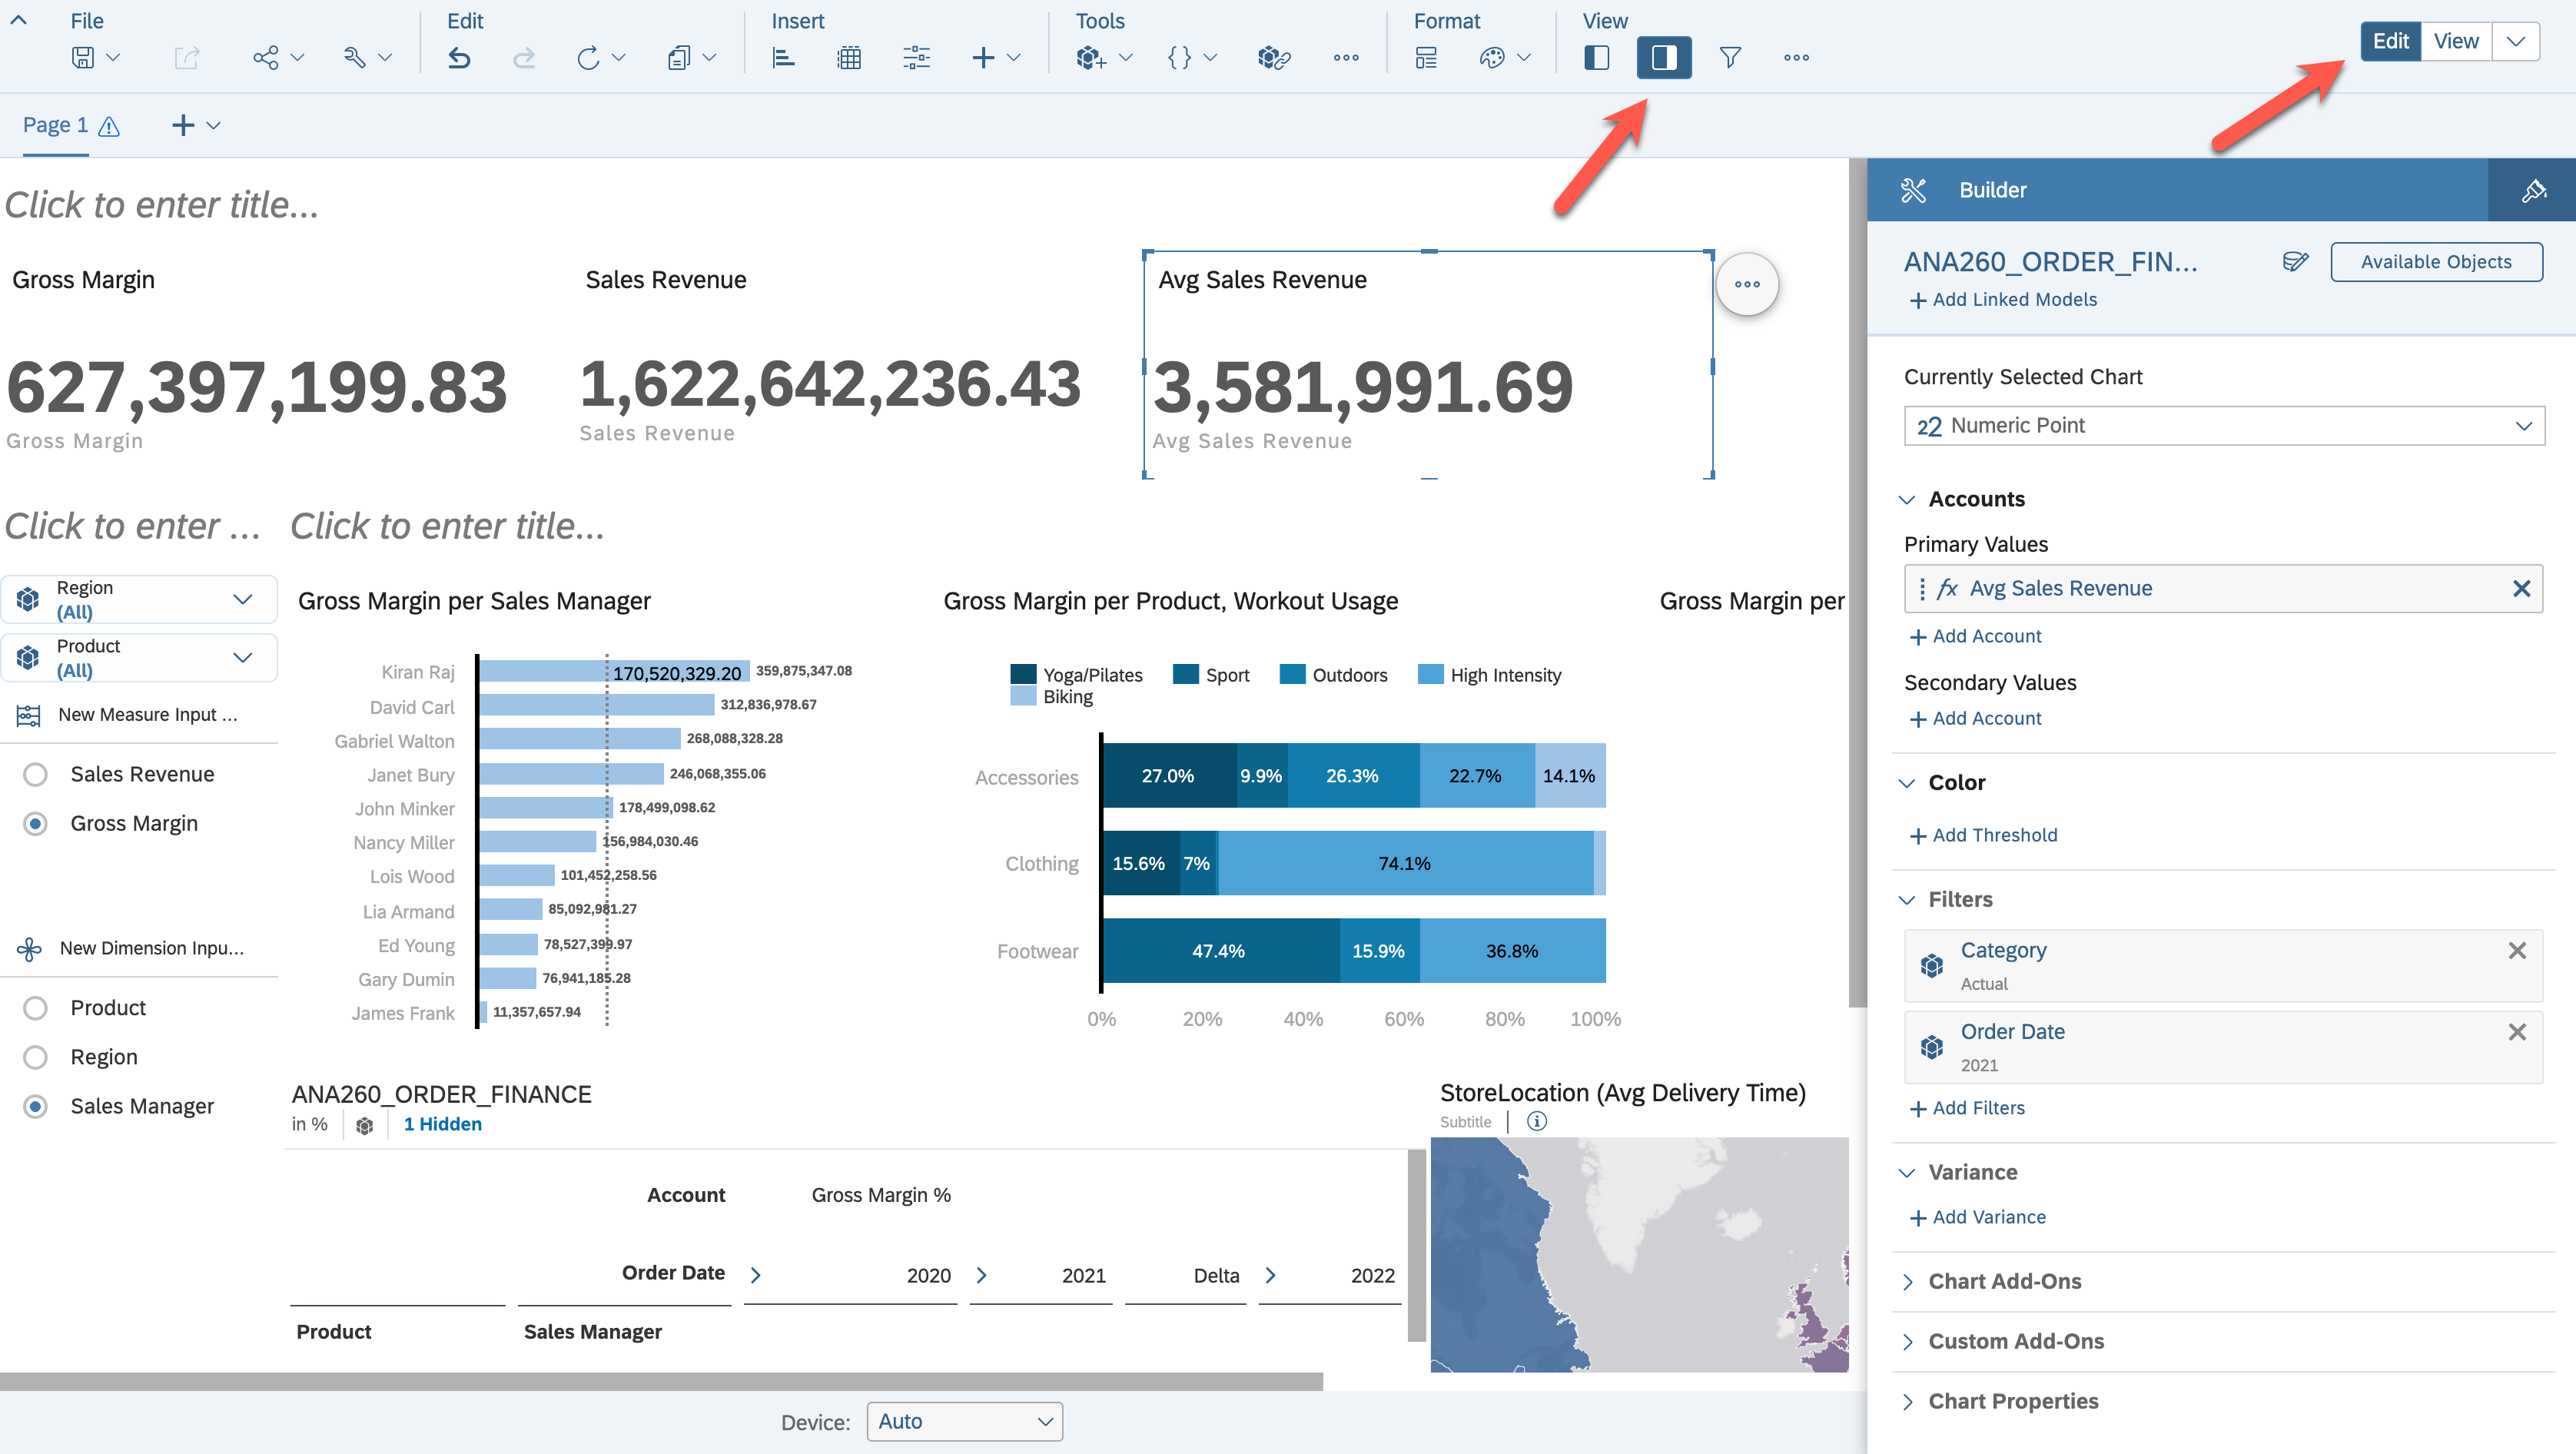 File
Edit
Insert
Tools
Format
View
Edit
View
Page 1
Click to enter title...
Gross Margin
Sales Revenue
Avg Sales Revenue
627,397,199.83
1,622,642,236.43
3,581,991.69
Gross Margin
Sales Revenue
Avg Sales Revenue
Click to enter ...
Click to enter title...
Region
(All)
Product
(All)
New Measure Input ...
Sales Revenue
Gross Margin
New Dimension Inpu...
Product
Region
Sales Manager
Gross Margin per Sales Manager
Kiran Raj 170,520,329.20 359,875,347.08
David Carl 312,836,978.67
Gabriel Walton 268,088,328.28
Janet Bury 246,068,355.06
John Minker 178,499,098.62
Nancy Miller 156,984,030.46
Lois Wood 101,452,258.56
Lia Armand 85,092,981.27
Ed Young 78,527,399.97
Gary Dumin 76,941,185.28
James Frank 11,357,657.94
Gross Margin per Product, Workout Usage
Yoga/Pilates Sport Outdoors High Intensity
Biking
Accessories 27.0% 9.9% 26.3% 22.7% 14.1%
Clothing 15.6% 7% 74.1%
Footwear 47.4% 15.9% 36.8%
0% 20% 40% 60% 80% 100%
Gross Margin per
ANA260_ORDER_FINANCE
in % 1 Hidden
Account Gross Margin %
Order Date 2020 2021 Delta 2022
Product Sales Manager
StoreLocation (Avg Delivery Time)
Subtitle
Device: Auto
Builder
ANA260_ORDER_FIN...
Available Objects
+ Add Linked Models
Currently Selected Chart
22 Numeric Point
Accounts
Primary Values
fx Avg Sales Revenue
+ Add Account
Secondary Values
+ Add Account
Color
+ Add Threshold
Filters
Category
Actual
Order Date
2021
+ Add Filters
Variance
+ Add Variance
Chart Add-Ons
Custom Add-Ons
Chart Properties